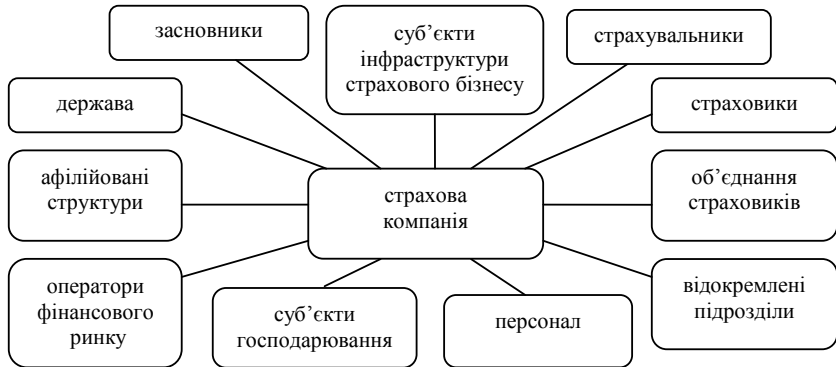 засновники
суб’єкти
інфраструктури
страхового бізнесу
страхувальники
держава
страховики
афілійовані
структури
страхова
компанія
об’єднання
страховиків
оператори
фінансового
ринку
суб’єкти
господарювання
персонал
відокремлені
підрозділи